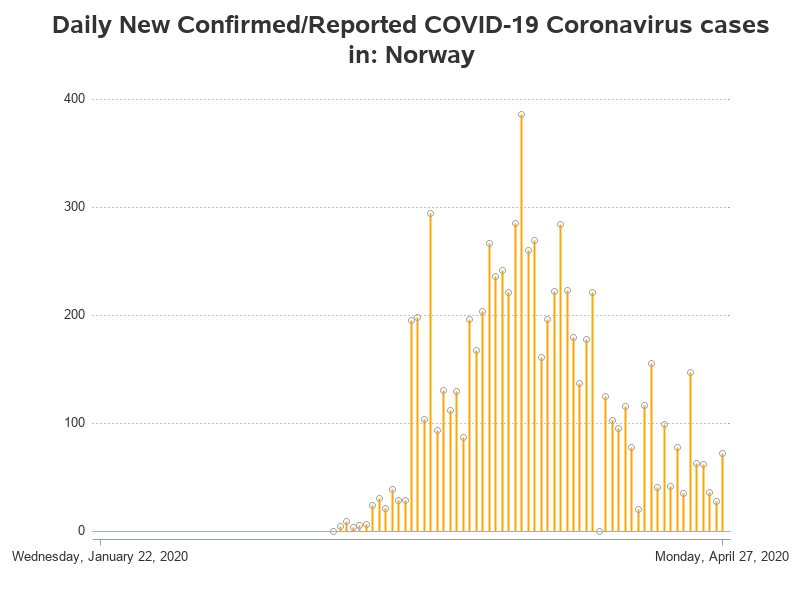 Daily New Confirmed/Reported COVID-19 Coronavirus cases
in: Norway
400
300
200
100
0
Wednesday, January 22, 2020 Monday, April 27, 2020